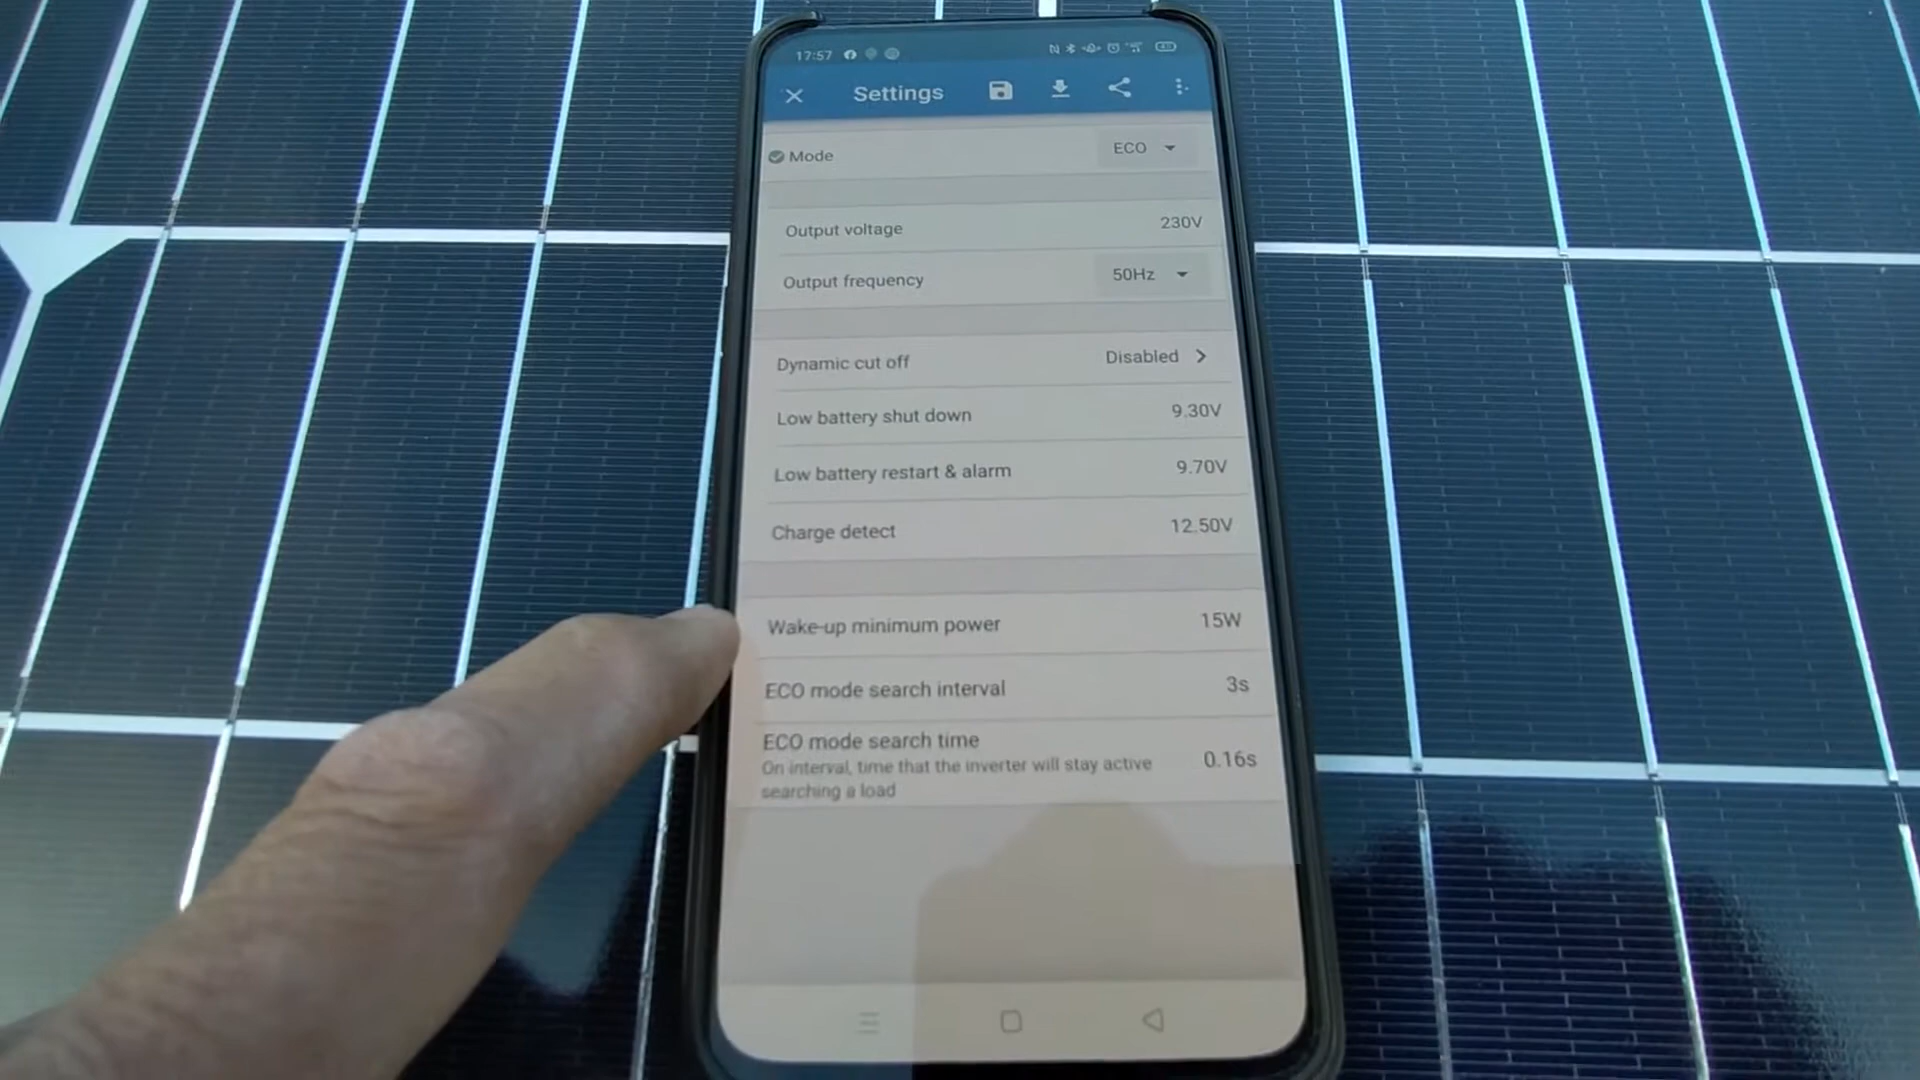 17:57
Settings
Mode ECO
Output voltage 230V
Output frequency 50Hz
Dynamic cut off Disabled
Low battery shut down 9.30V
Low battery restart & alarm 9.70V
Charge detect 12.50V
Wake-up minimum power 15W
ECO mode search interval 3s
ECO mode search time
On interval, time that the inverter will stay active 0.16s
searching a load